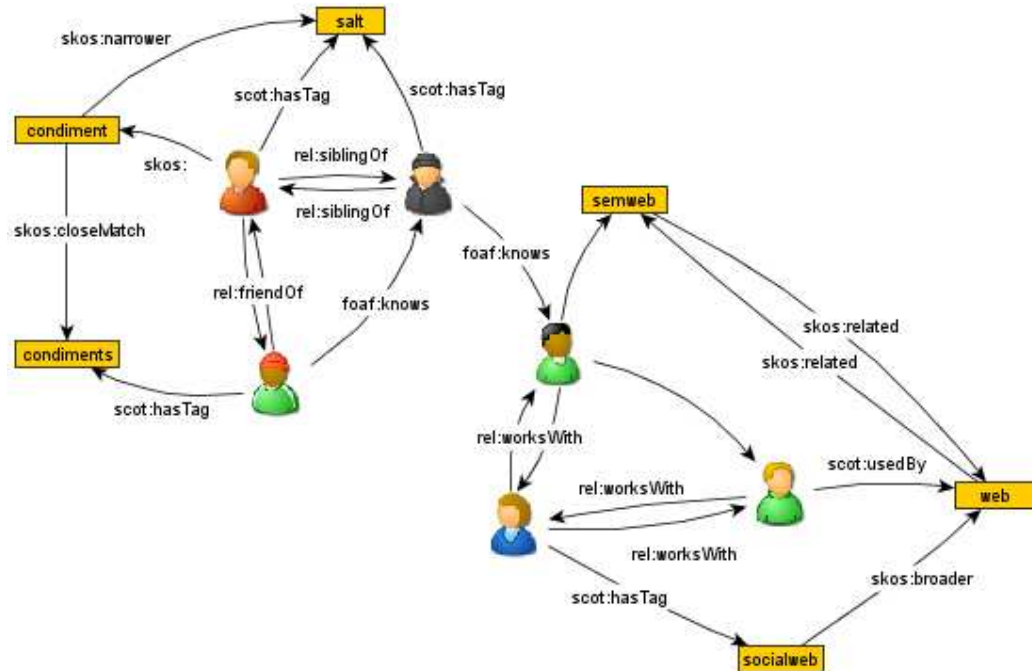 salt
skos:narrower
scot:hasTag
scot:hasTag
condiment
skos:
rel:siblingOf
rel:siblingOf
semweb
skos:closeMatch
foaf:knows
rel:friendOf
foaf:knows
skos:related
condiments
skos:related
scot:hasTag
rel:worksWith
scot:usedBy
rel:worksWith
web
rel:worksWith
skos:broader
scot:hasTag
socialweb